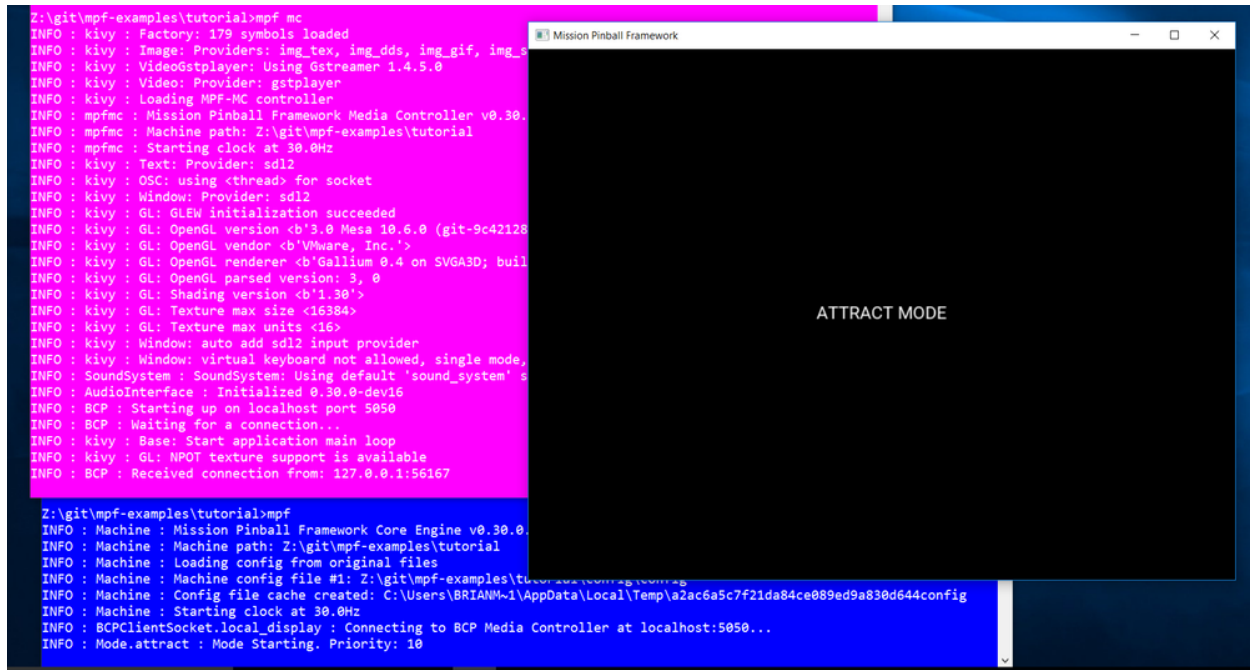 Z:\git\mpf-examples\tutorial>mpf mc
INFO : kivy : Factory: 179 symbols loaded
INFO : kivy : Image: Providers: img_tex, img_dds, img_gif, img_s
INFO : kivy : VideoGstplayer: Using Gstreamer 1.4.5.0
INFO : kivy : Video: Provider: gstplayer
INFO : kivy : Loading MPF-MC controller
INFO : mpfmc : Mission Pinball Framework Media Controller v0.30.
INFO : mpfmc : Machine path: Z:\git\mpf-examples\tutorial
INFO : mpfmc : Starting clock at 30.0Hz
INFO : kivy : Text: Provider: sdl2
INFO : kivy : OSC: using <thread> for socket
INFO : kivy : Window: Provider: sdl2
INFO : kivy : GL: GLEW initialization succeeded
INFO : kivy : GL: OpenGL version <b'3.0 Mesa 10.6.0 (git-9c42128
INFO : kivy : GL: OpenGL vendor <b'VMware, Inc.'>
INFO : kivy : GL: OpenGL renderer <b'Gallium 0.4 on SVGA3D; buil
INFO : kivy : GL: OpenGL parsed version: 3, 0
INFO : kivy : GL: Shading version <b'1.30'>
INFO : kivy : GL: Texture max size <16384>
INFO : kivy : GL: Texture max units <16>
INFO : kivy : Window: auto add sdl2 input provider
INFO : kivy : Window: virtual keyboard not allowed, single mode,
INFO : SoundSystem : SoundSystem: Using default 'sound_system' s
INFO : AudioInterface : Initialized 0.30.0-dev16
INFO : BCP : Starting up on localhost port 5050
INFO : BCP : Waiting for a connection...
INFO : kivy : Base: Start application main loop
INFO : kivy : GL: NPOT texture support is available
INFO : BCP : Received connection from: 127.0.0.1:56167
Mission Pinball Framework
ATTRACT MODE
Z:\git\mpf-examples\tutorial>mpf
INFO : Machine : Mission Pinball Framework Core Engine v0.30.0.
INFO : Machine : Machine path: Z:\git\mpf-examples\tutorial
INFO : Machine : Loading config from original files
INFO : Machine : Machine config file #1: Z:\git\mpf-examples\tutorial\config\config
INFO : Machine : Config file cache created: C:\Users\BRIANM~1\AppData\Local\Temp\a2ac6a5c7f21da84ce089ed9a830d644config
INFO : Machine : Starting clock at 30.0Hz
INFO : BCPClientSocket.local_display : Connecting to BCP Media Controller at localhost:5050...
INFO : Mode.attract : Mode Starting. Priority: 10